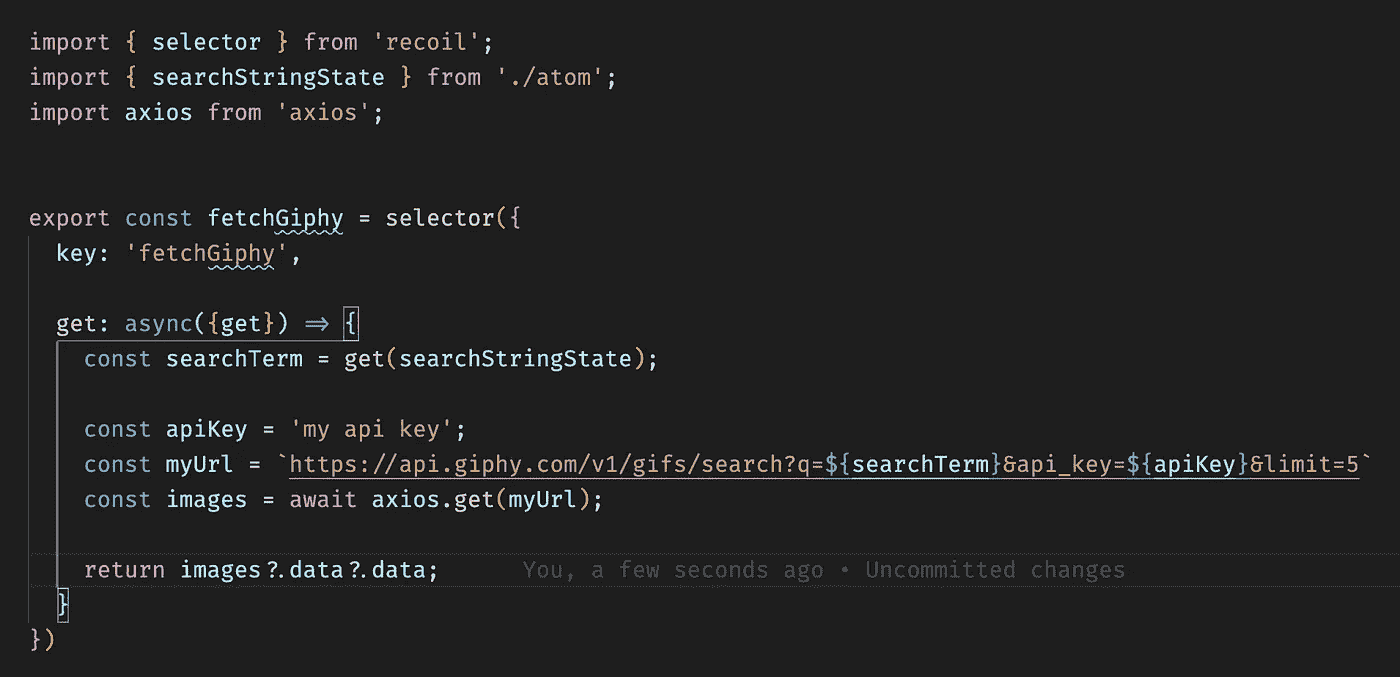 import { selector } from 'recoil';
import { searchStringState } from './atom';
import axios from 'axios';
export const fetchGiphy = selector({
key: 'fetchGiphy',
get: async({get}) => {
const searchTerm = get(searchStringState);
const apiKey = 'my api key';
const myUrl = `https://api.giphy.com/v1/gifs/search?q=${searchTerm}&api_key=${apiKey}&limit=5`
const images = await axios.get(myUrl);
return images?.data?.data; You, a few seconds ago • Uncommitted changes
}
})